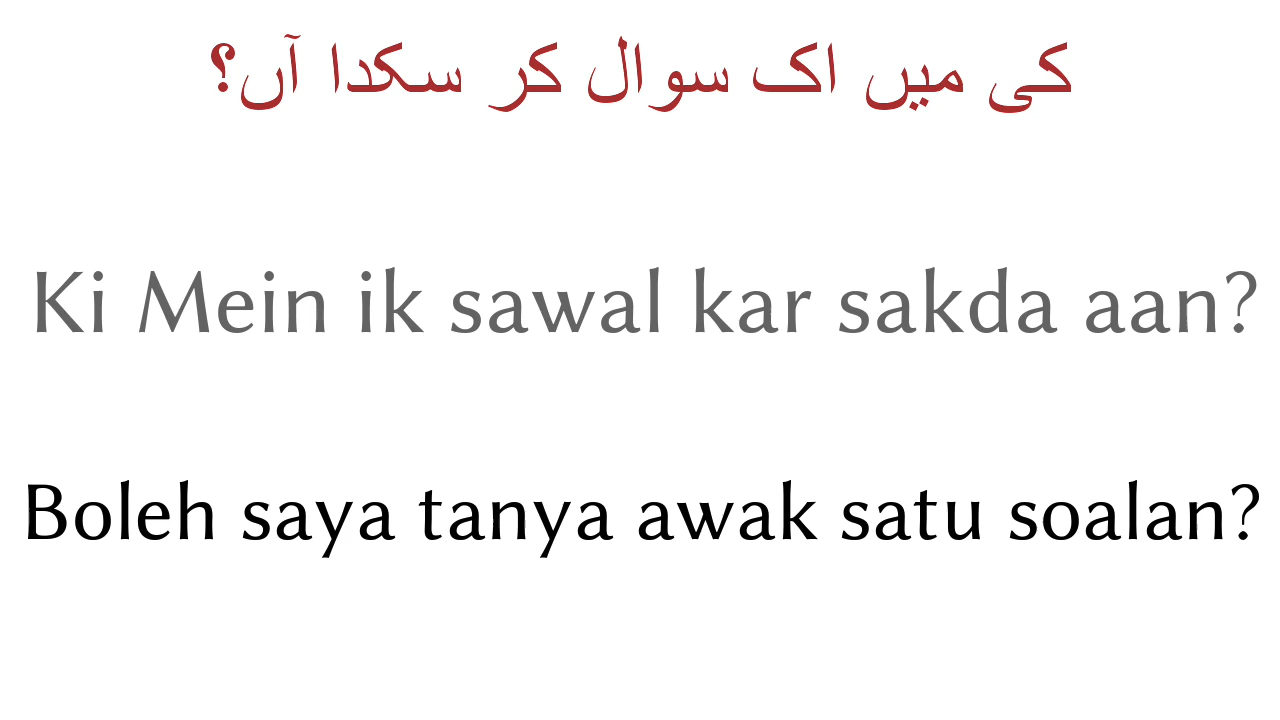 کی میں اک سوال کر سکدا آں؟
Ki Mein ik sawal kar sakda aan?
Boleh saya tanya awak satu soalan?